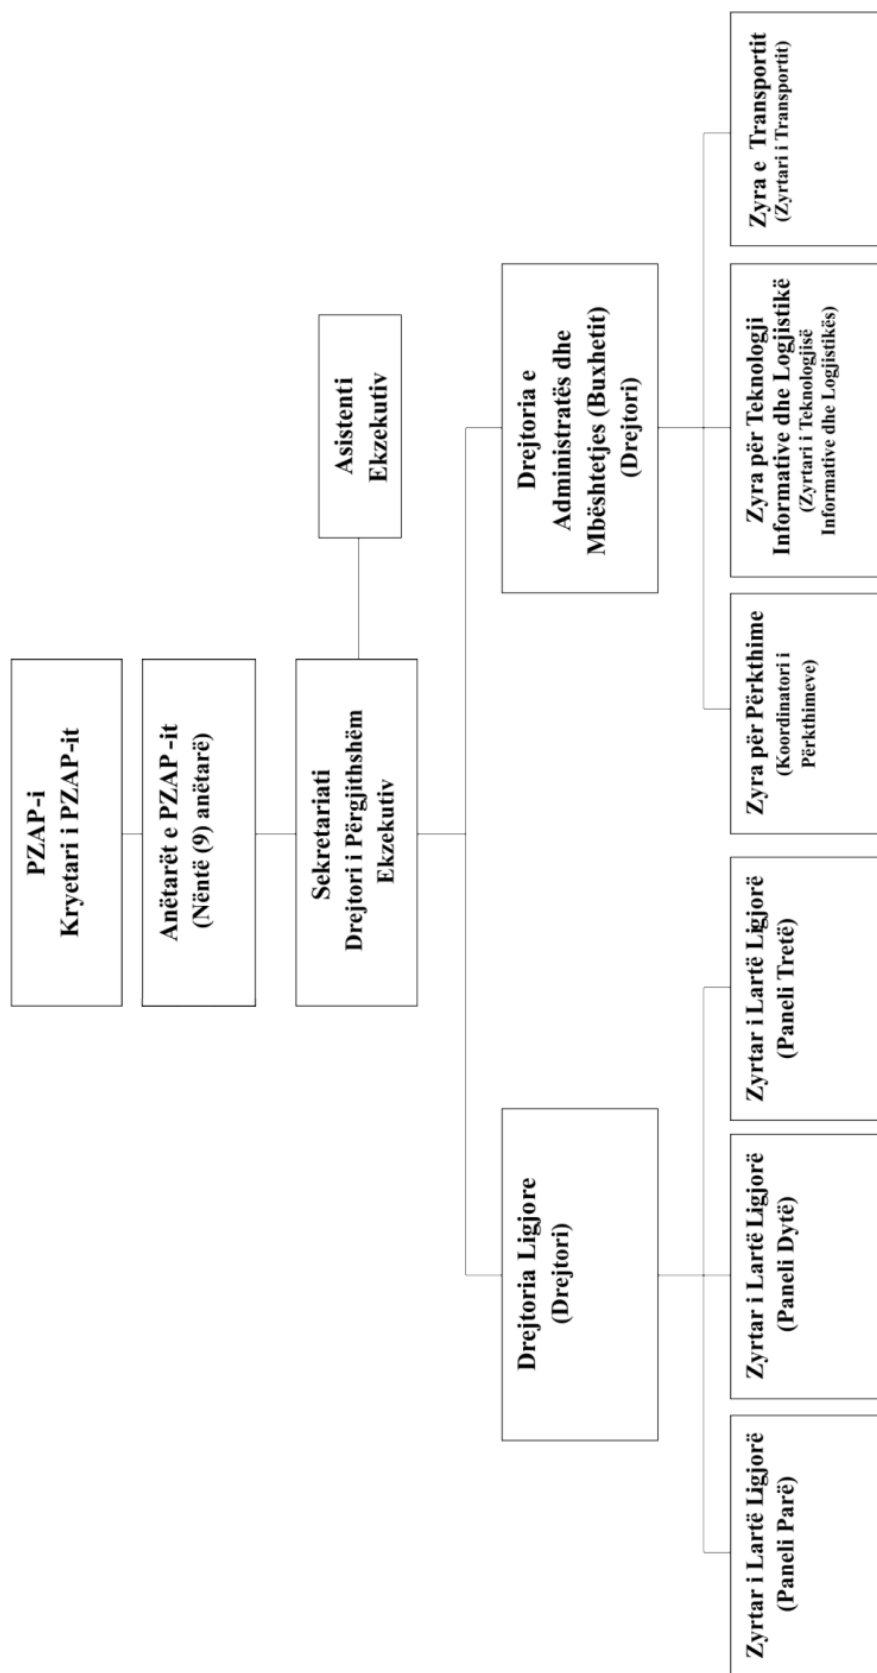 PZAP-i
Kryetari i PZAP-it
Anëtarët e PZAP -it
(Nëntë (9) anëtarë)
Sekretariati
Drejtori i Përgjithshëm
Ekzekutiv
Asistenti
Ekzekutiv
Drejtoria Ligjore
(Drejtori)
Drejtoria e
Administratës dhe
Mbështetjes (Buxhetit)
(Drejtori)
Zyrtar i Lartë Ligjorë
(Paneli Parë)
Zyrtar i Lartë Ligjorë
(Paneli Dytë)
Zyrtar i Lartë Ligjorë
(Paneli Tretë)
Zyra për Përkthime
(Koordinatori i
Përkthimeve)
Zyra për Teknologji
Informative dhe Logjistikë
(Zyrtari i Teknologjisë
Informative dhe Logjistikës)
Zyra e Transportit
(Zyrtari i Transportit)